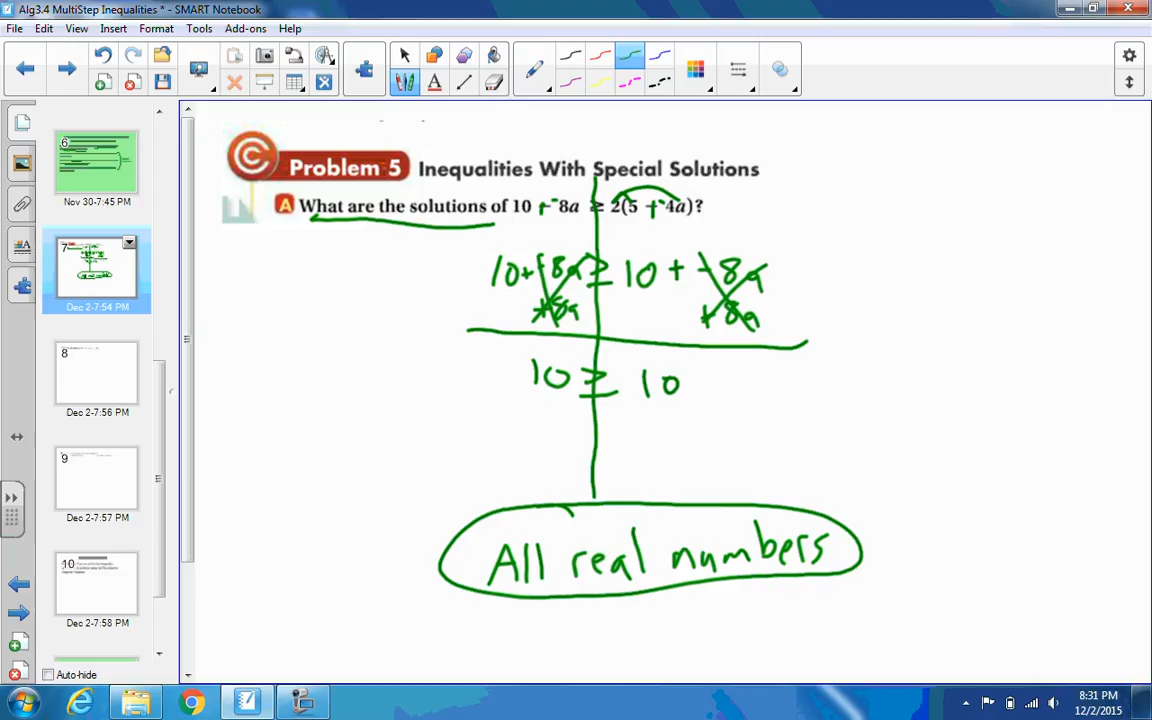 Alg3.4 MultiStep Inequalities * - SMART Notebook
File Edit View Insert Format Tools Add-ons Help
6
Nov 30-7:45 PM
7
Dec 2-7:54 PM
8
Dec 2-7:56 PM
9
Dec 2-7:57 PM
10
Dec 2-7:58 PM
Auto-hide
C Problem 5 Inequalities With Special Solutions
A What are the solutions of 10 - 8a ≥ 2(5 + -4a)?
10 + -8a ≥ 10 + -8a
+8a +8a
10 ≥ 10
All real numbers
8:31 PM
12/2/2015